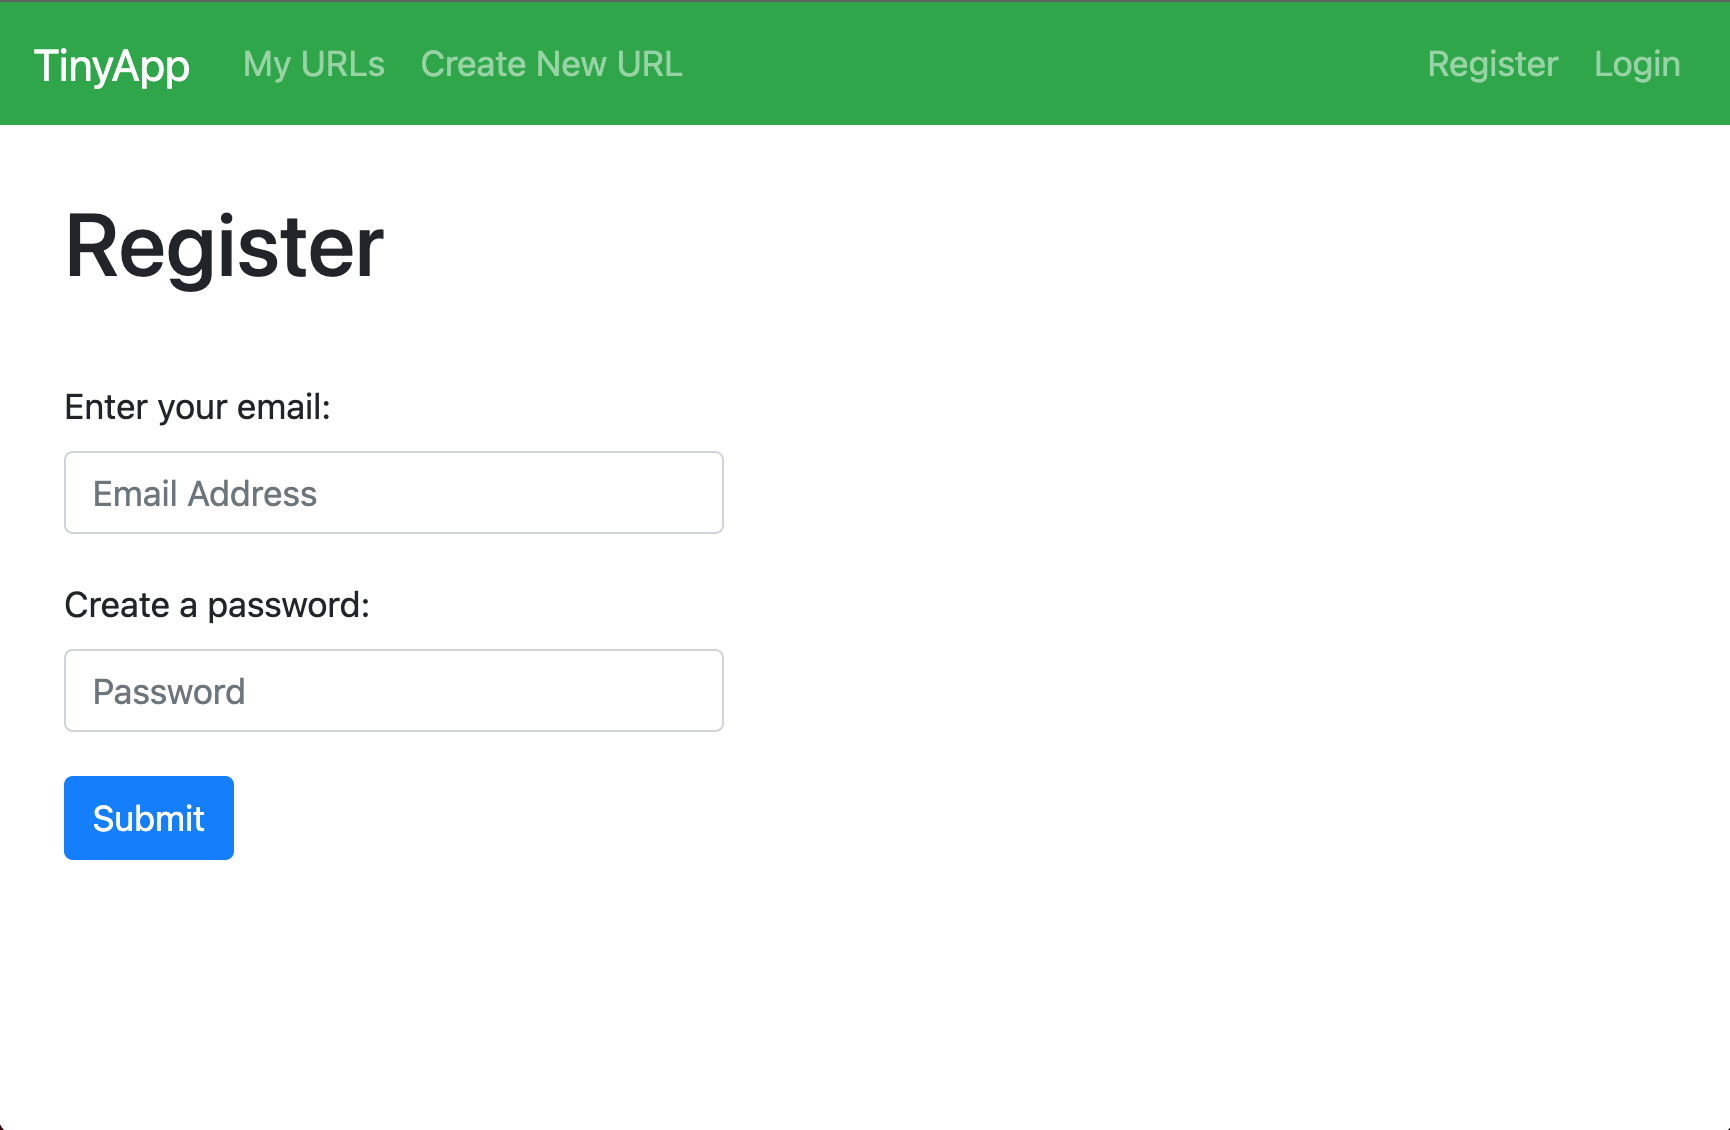 TinyApp My URLs Create New URL Register Login
Register
Enter your email:
Email Address
Create a password:
Password
Submit